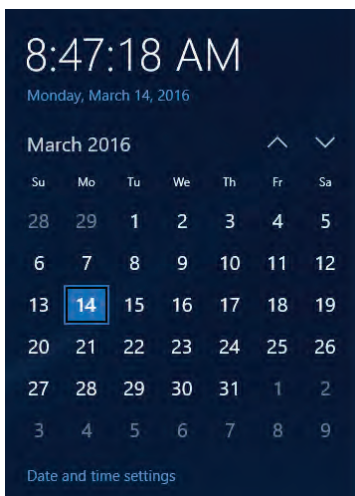 8:47:18 AM
Monday, March 14, 2016
March 2016
Su Mo Tu We Th Fr Sa
28 29 1 2 3 4 5
6 7 8 9 10 11 12
13 14 15 16 17 18 19
20 21 22 23 24 25 26
27 28 29 30 31 1 2
3 4 5 6 7 8 9
Date and time settings